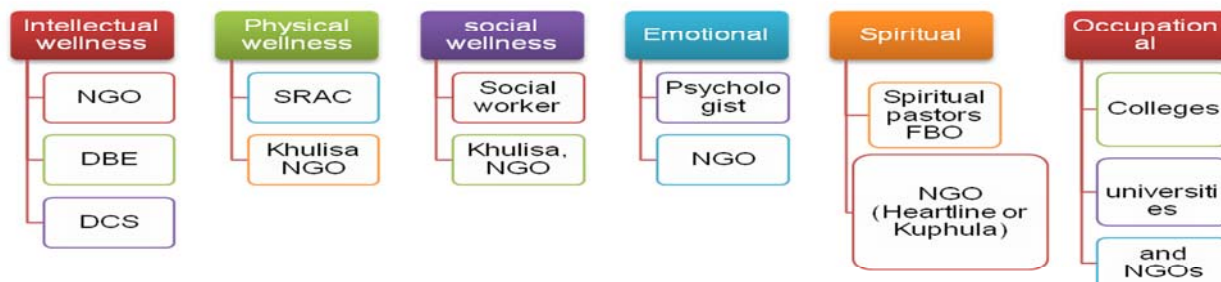 Intellectual
wellness
NGO
DBE
DCS
Physical
wellness
SRAC
Khulisa
NGO
social
wellness
Social
worker
Khulisa,
NGO
Emotional
Psycholo
gist
NGO
Spiritual
Spiritual
pastors
FBO
NGO
(Heartline or
Kuphula)
Occupation
al
Colleges
universiti
es
and
NGOs